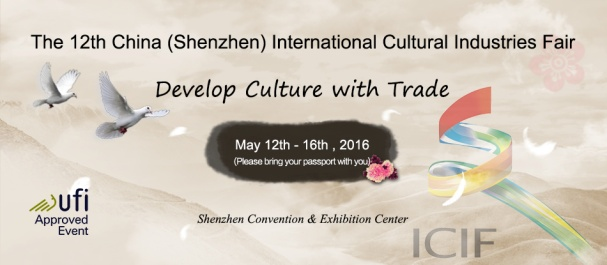 The 12th China (Shenzhen) International Cultural Industries Fair
Develop Culture with Trade
May 12th - 16th , 2016
(Please bring your passport with you)
ufi
Approved
Event
Shenzhen Convention & Exhibition Center
ICIF